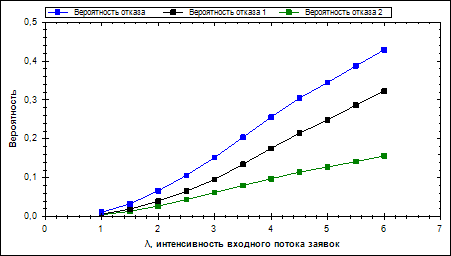 Вероятность отказа Вероятность отказа 1 Вероятность отказа 2
0,5
0,4
0,3
0,2
0,1
0,0
Вероятность
0 1 2 3 4 5 6 7
λ, интенсивность входного потока заявок